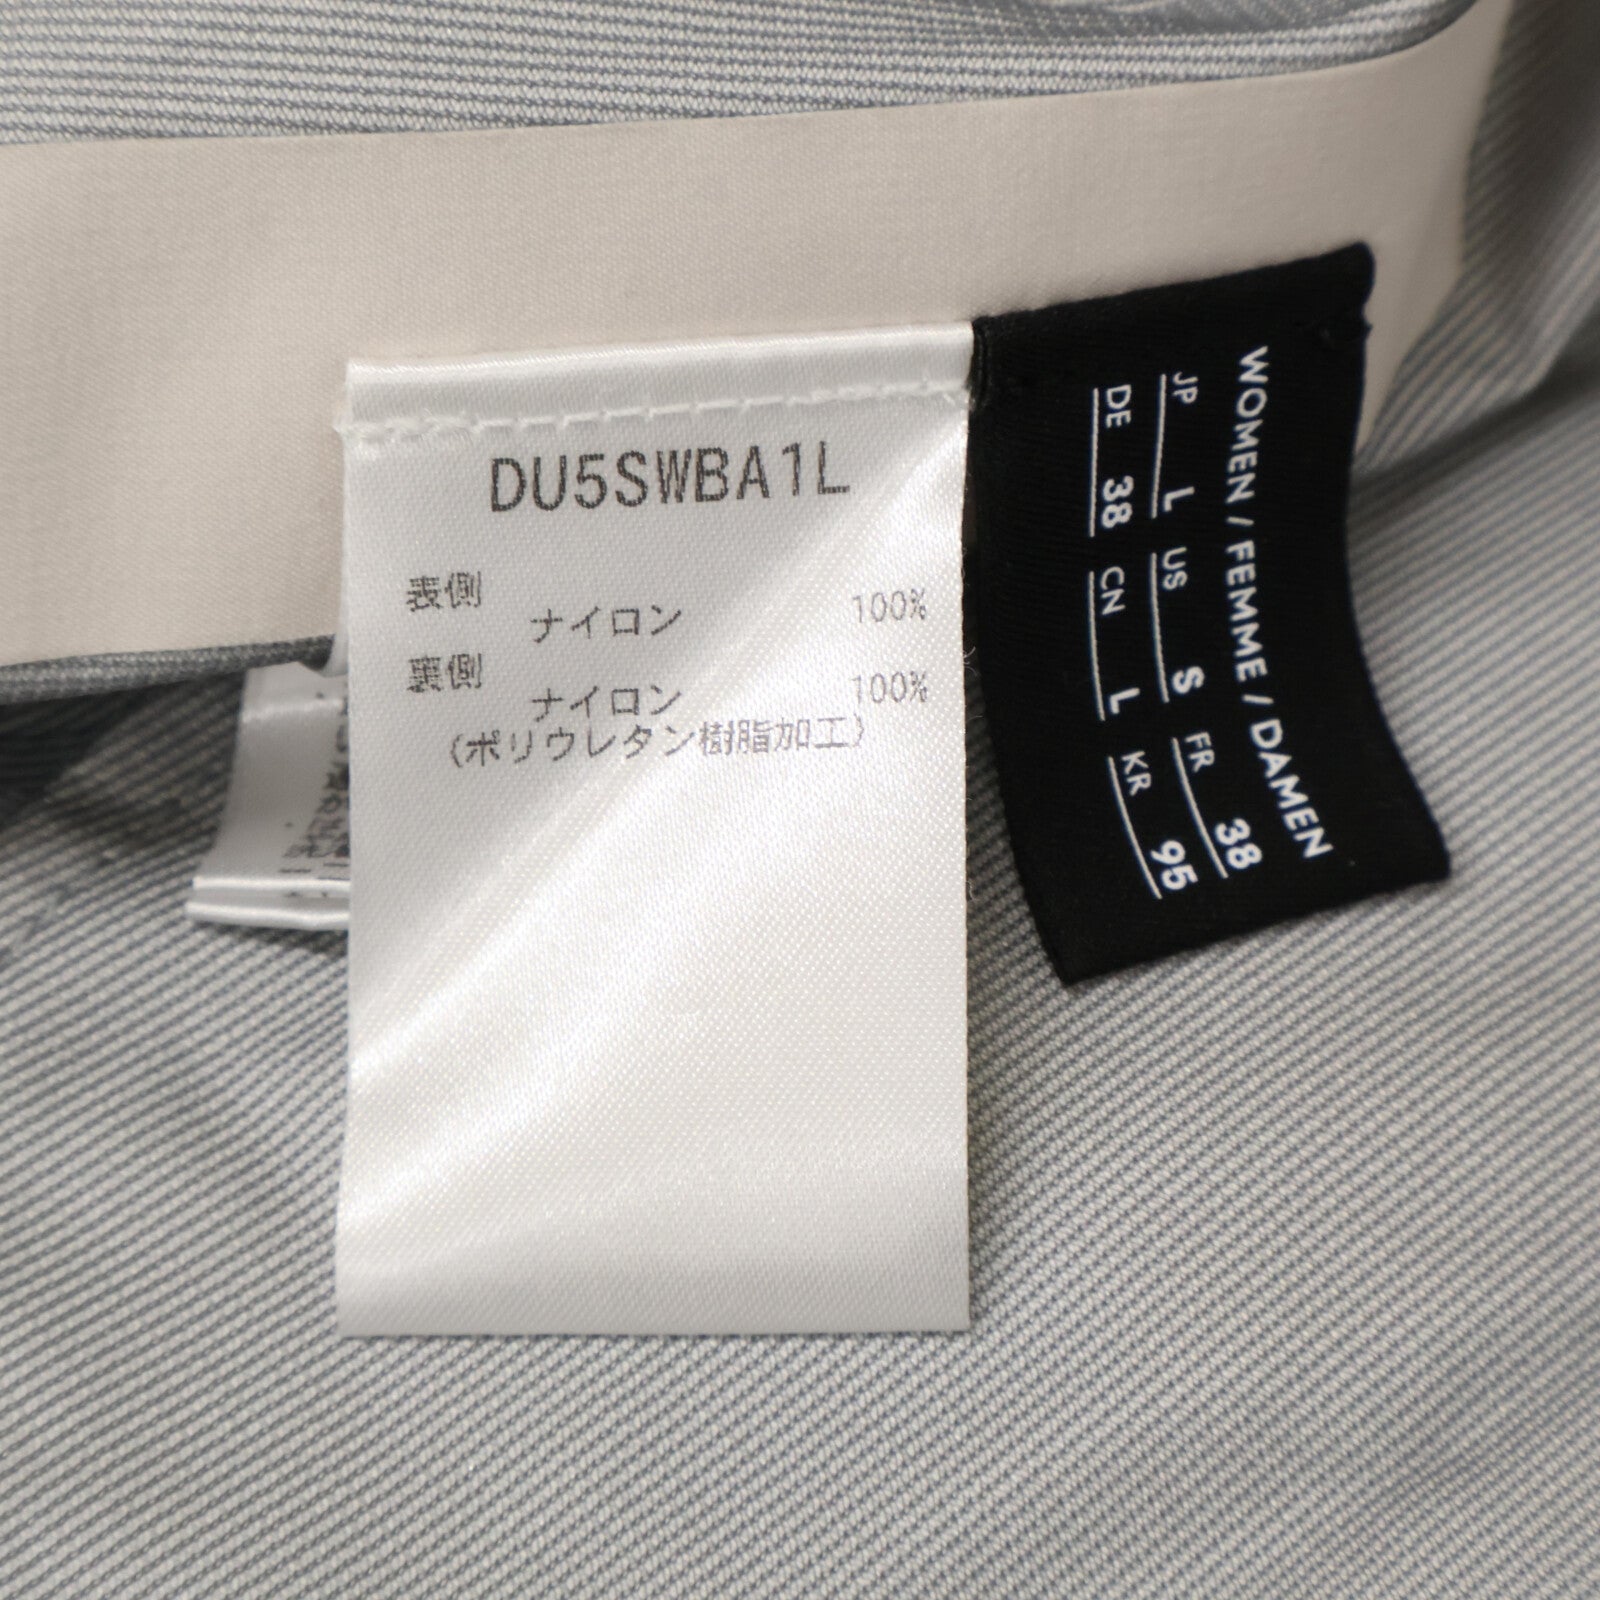 DU5SWBA1L
表側
ナイロン 100%
裏側
ナイロン 100%
(ポリウレタン樹脂加工)
WOMEN / FEMME / DAMEN
JP L US S FR 38
DE 38 CN L KR 95